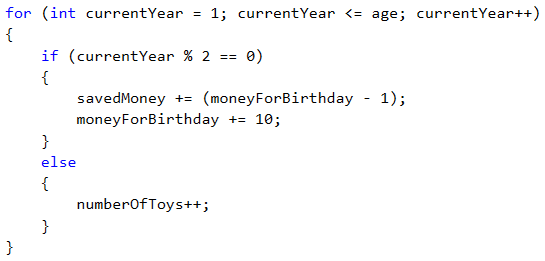 for (int currentYear = 1; currentYear <= age; currentYear++)
{
    if (currentYear % 2 == 0)
    {
        savedMoney += (moneyForBirthday - 1);
        moneyForBirthday += 10;
    }
    else
    {
        numberOfToys++;
    }
}